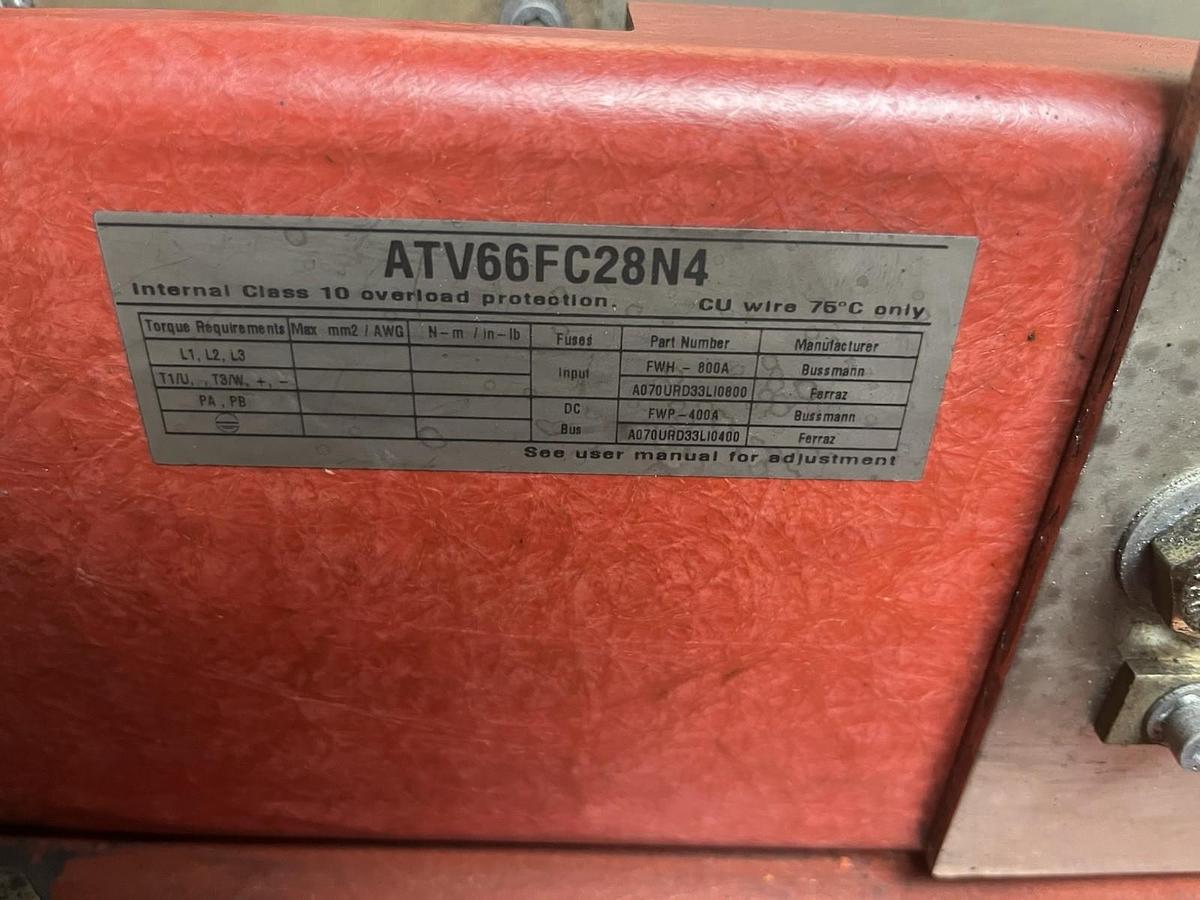 ATV66FC28N4
Internal Class 10 overload protection. CU wire 75°C only
Torque Requirements Max mm2 / AWG N-m / in-lb Fuses Part Number Manufacturer
L1, L2, L3 Input FWH - 800A Bussmann
T1/U, , T3/W, +, - A070URD33LI0800 Ferraz
PA , PB DC FWP-400A Bussmann
Bus A070URD33LI0400 Ferraz
See user manual for adjustment